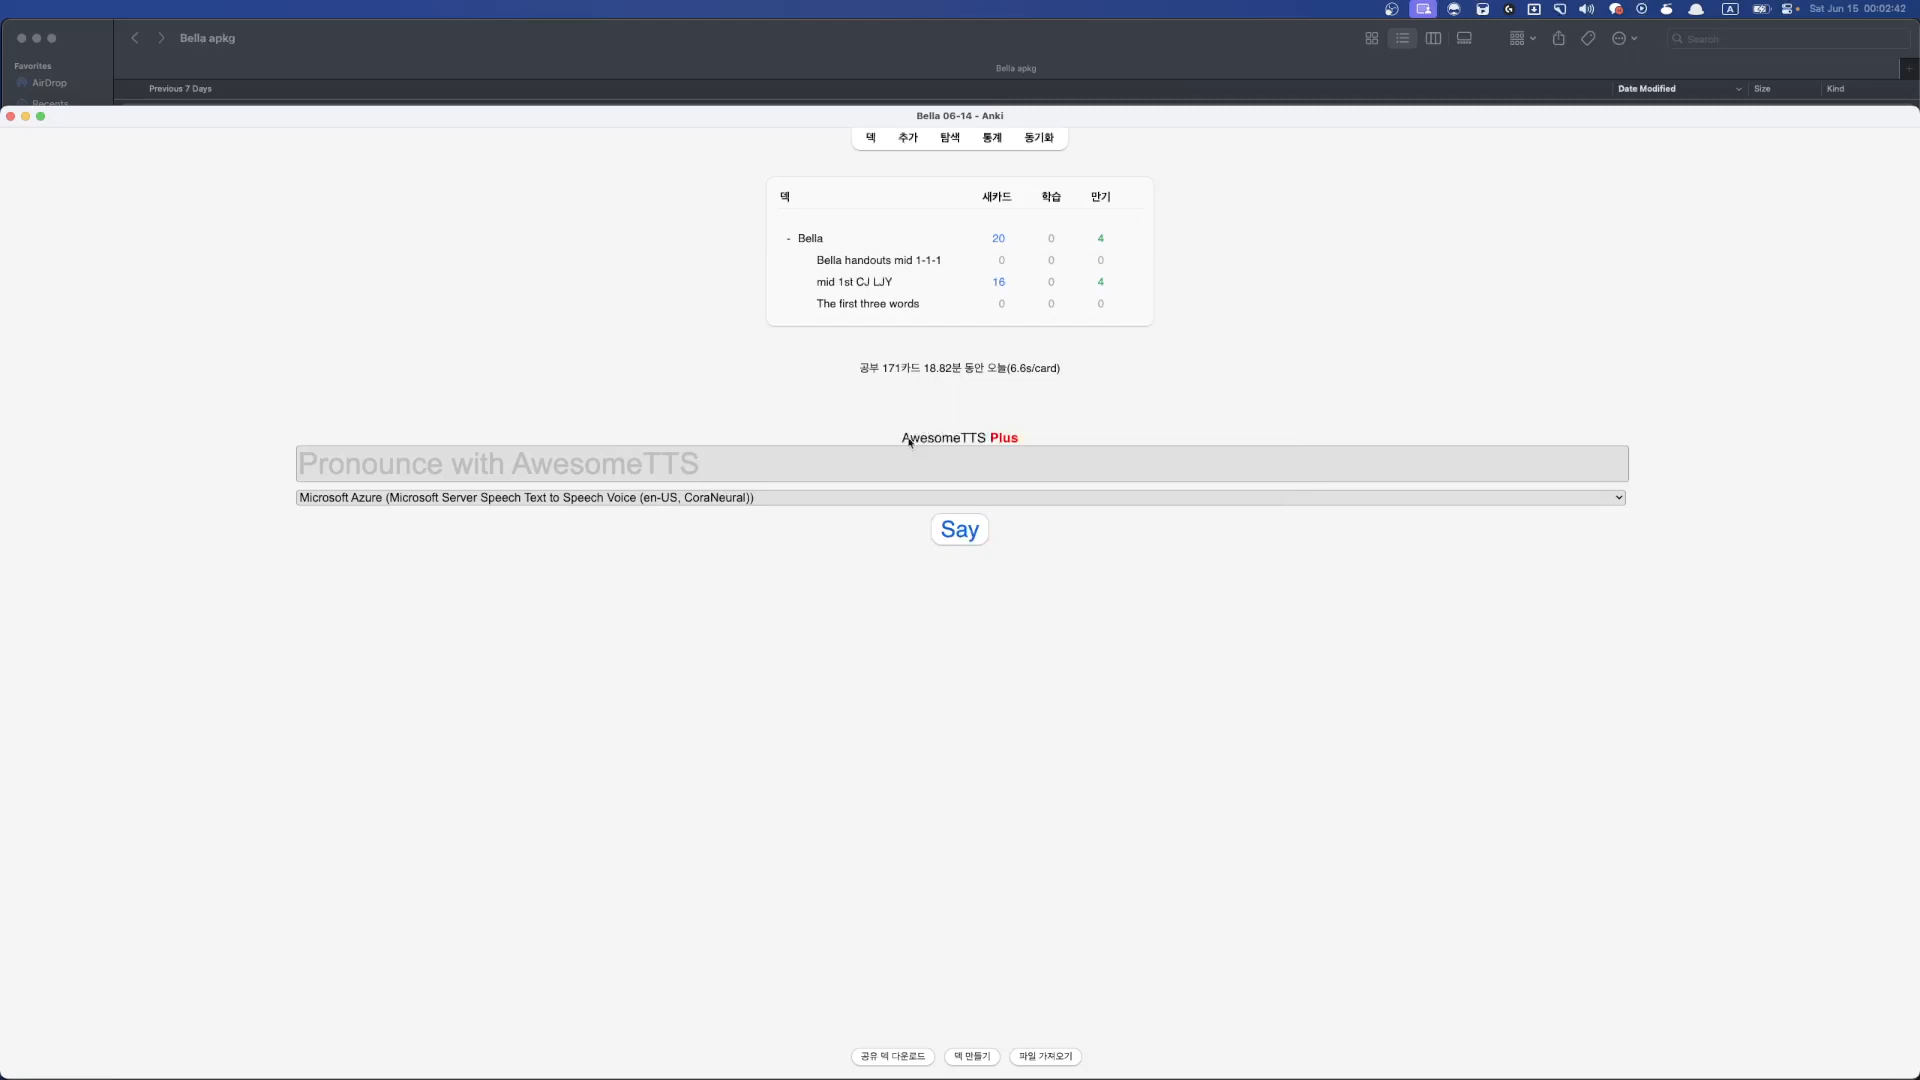 Sat Jun 15 00:02:42
Bella apkg
Search
Favorites
Bella apkg
AirDrop
Previous 7 Days
Date Modified
Size
Kind
Recents
Bella 06-14 - Anki
덱 추가 탐색 통계 동기화
덱 새카드 학습 만기
- Bella 20 0 4
Bella handouts mid 1-1-1 0 0 0
mid 1st CJ LJY 16 0 4
The first three words 0 0 0
공부 171카드 18.82분 동안 오늘(6.6s/card)
AwesomeTTS Plus
Pronounce with AwesomeTTS
Microsoft Azure (Microsoft Server Speech Text to Speech Voice (en-US, CoraNeural))
Say
공유 덱 다운로드 덱 만들기 파일 가져오기